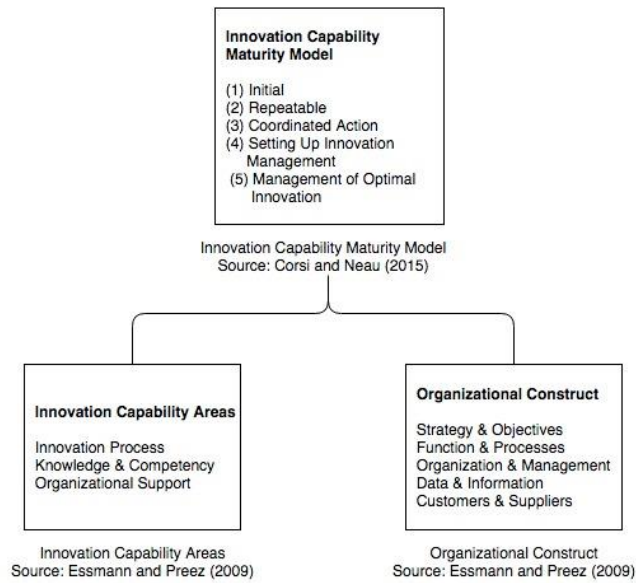 Innovation Capability
Maturity Model
(1) Initial
(2) Repeatable
(3) Coordinated Action
(4) Setting Up Innovation
Management
(5) Management of Optimal
Innovation
Innovation Capability Maturity Model
Source: Corsi and Neau (2015)
Innovation Capability Areas
Innovation Process
Knowledge & Competency
Organizational Support
Innovation Capability Areas
Source: Essmann and Preez (2009)
Organizational Construct
Strategy & Objectives
Function & Processes
Organization & Management
Data & Information
Customers & Suppliers
Organizational Construct
Source: Essmann and Preez (2009)